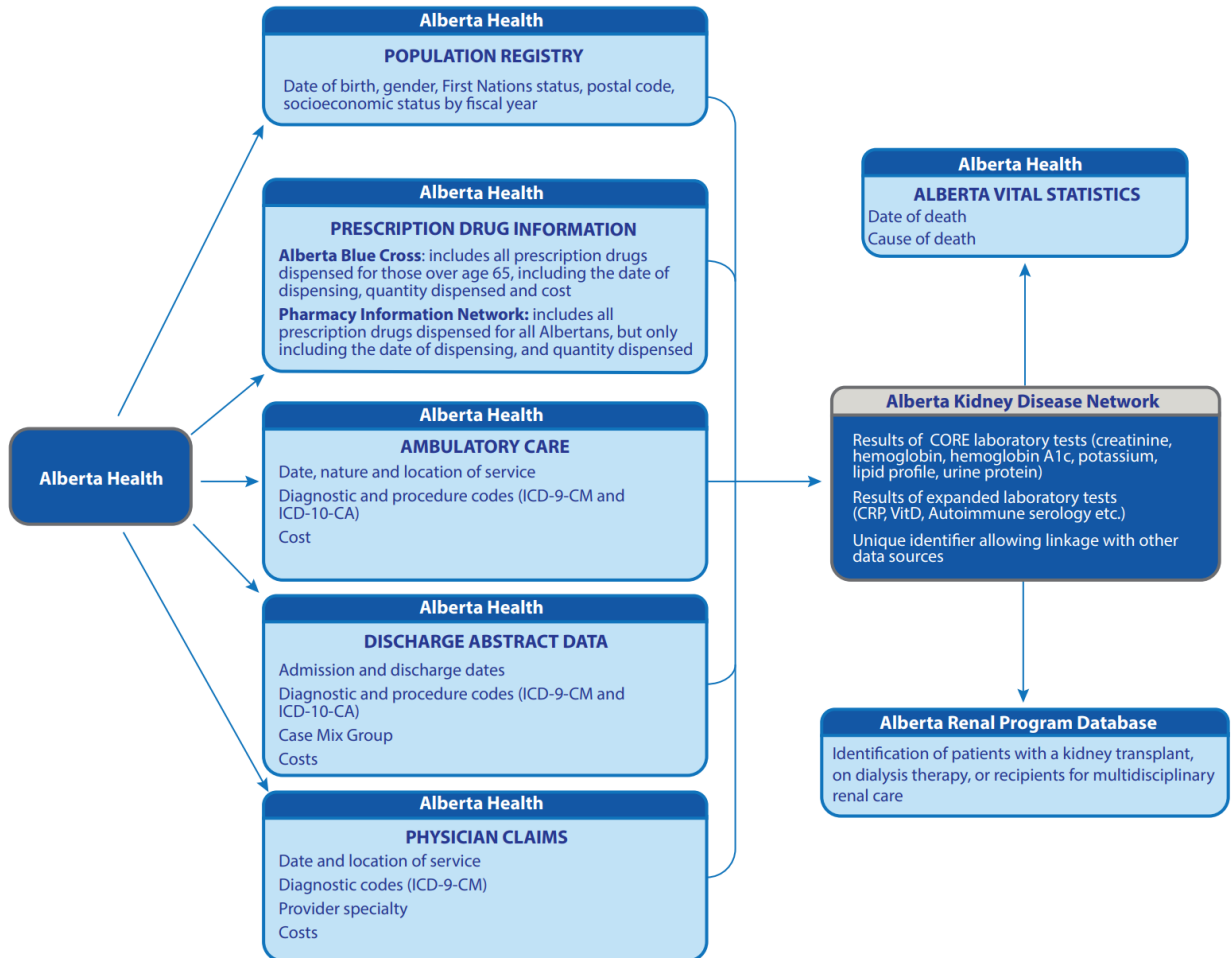 Alberta Health
Alberta Health
POPULATION REGISTRY
Date of birth, gender, First Nations status, postal code,
socioeconomic status by fiscal year
Alberta Health
PRESCRIPTION DRUG INFORMATION
Alberta Blue Cross: includes all prescription drugs
dispensed for those over age 65, including the date of
dispensing, quantity dispensed and cost
Pharmacy Information Network: includes all
prescription drugs dispensed for all Albertans, but only
including the date of dispensing, and quantity dispensed
Alberta Health
AMBULATORY CARE
Date, nature and location of service
Diagnostic and procedure codes (ICD-9-CM and
ICD-10-CA)
Cost
Alberta Health
DISCHARGE ABSTRACT DATA
Admission and discharge dates
Diagnostic and procedure codes (ICD-9-CM and
ICD-10-CA)
Case Mix Group
Costs
Alberta Health
PHYSICIAN CLAIMS
Date and location of service
Diagnostic codes (ICD-9-CM)
Provider specialty
Costs
Alberta Health
ALBERTA VITAL STATISTICS
Date of death
Cause of death
Alberta Kidney Disease Network
Results of CORE laboratory tests (creatinine,
hemoglobin, hemoglobin A1c, potassium,
lipid profile, urine protein)
Results of expanded laboratory tests
(CRP, VitD, Autoimmune serology etc.)
Unique identifier allowing linkage with other
data sources
Alberta Renal Program Database
Identification of patients with a kidney transplant,
on dialysis therapy, or recipients for multidisciplinary
renal care